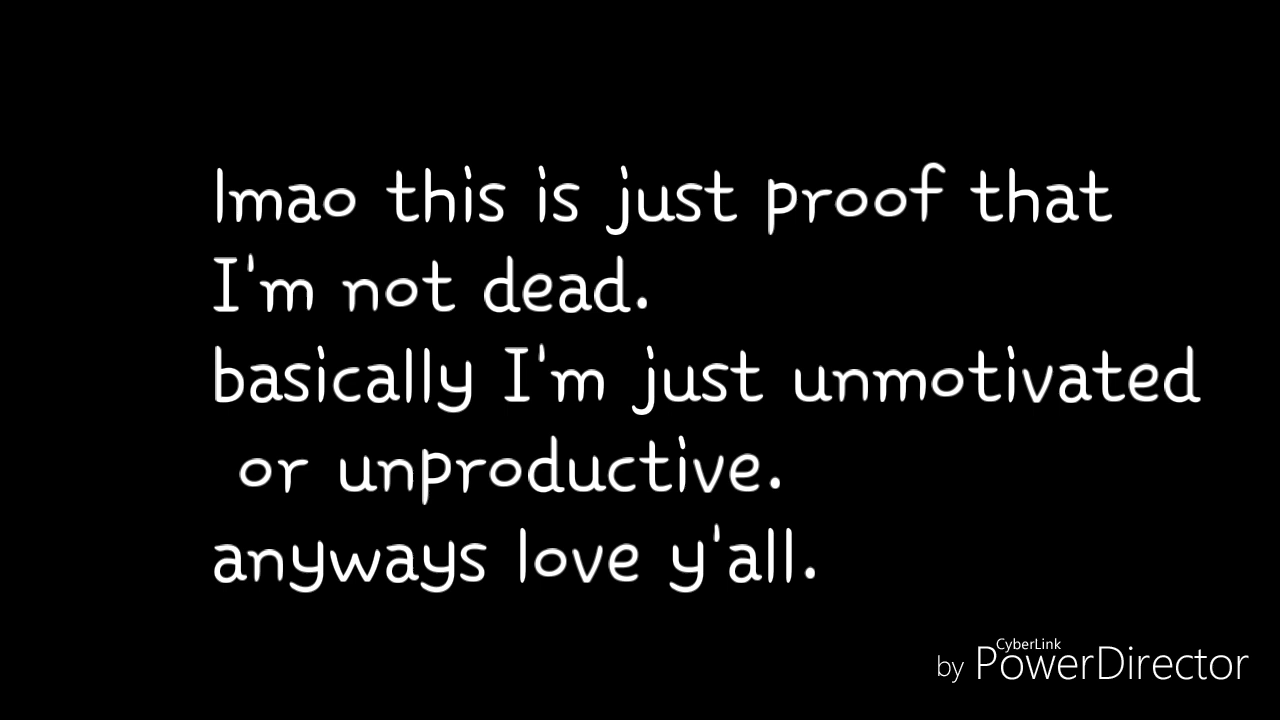 lmao this is just proof that
I'm not dead.
basically I'm just unmotivated
or unproductive.
anyways love y'all.
CyberLink
by PowerDirector